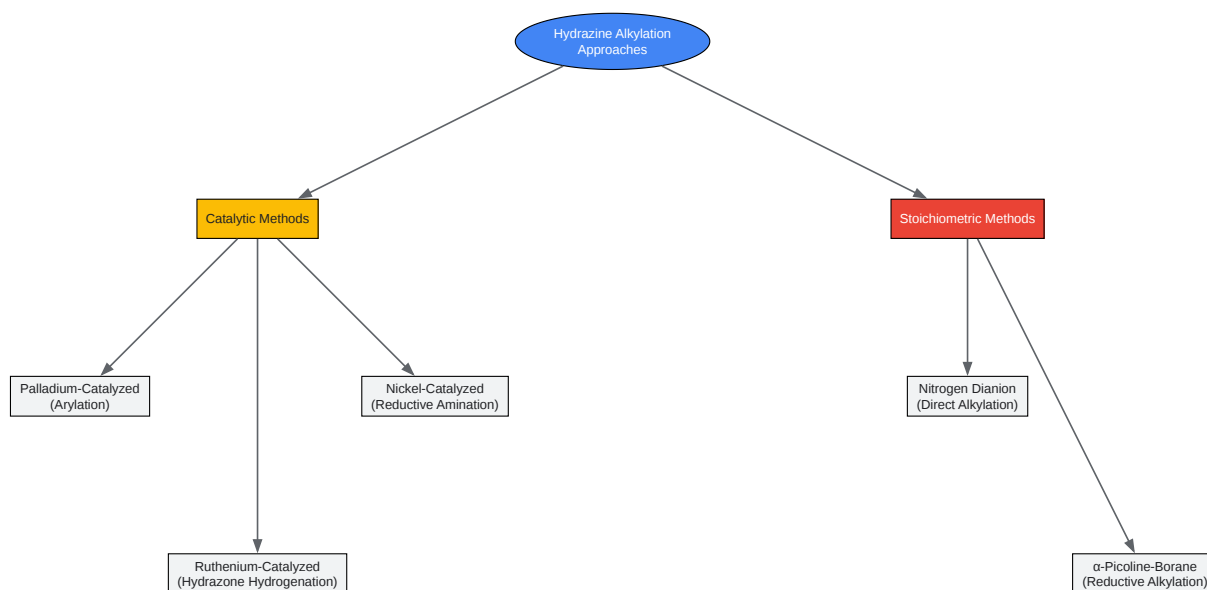 Hydrazine Alkylation
Approaches
Catalytic Methods
Stoichiometric Methods
Palladium-Catalyzed
(Arylation)
Nickel-Catalyzed
(Reductive Amination)
Nitrogen Dianion
(Direct Alkylation)
Ruthenium-Catalyzed
(Hydrazone Hydrogenation)
α-Picoline-Borane
(Reductive Alkylation)